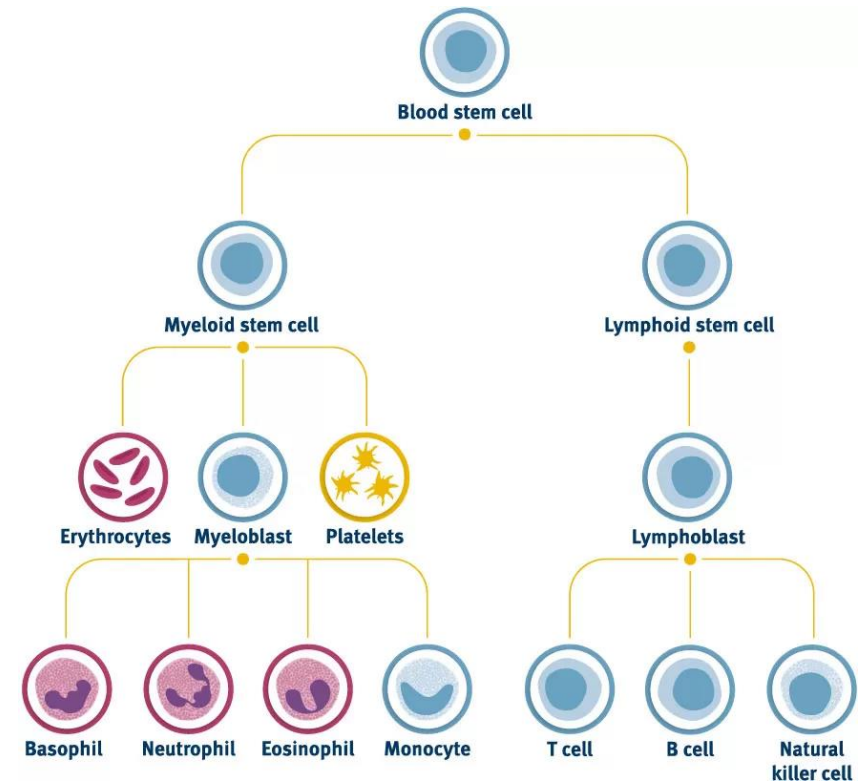 Blood stem cell
Myeloid stem cell
Lymphoid stem cell
Erythrocytes
Myeloblast
Platelets
Lymphoblast
Basophil
Neutrophil
Eosinophil
Monocyte
T cell
B cell
Natural
killer cell